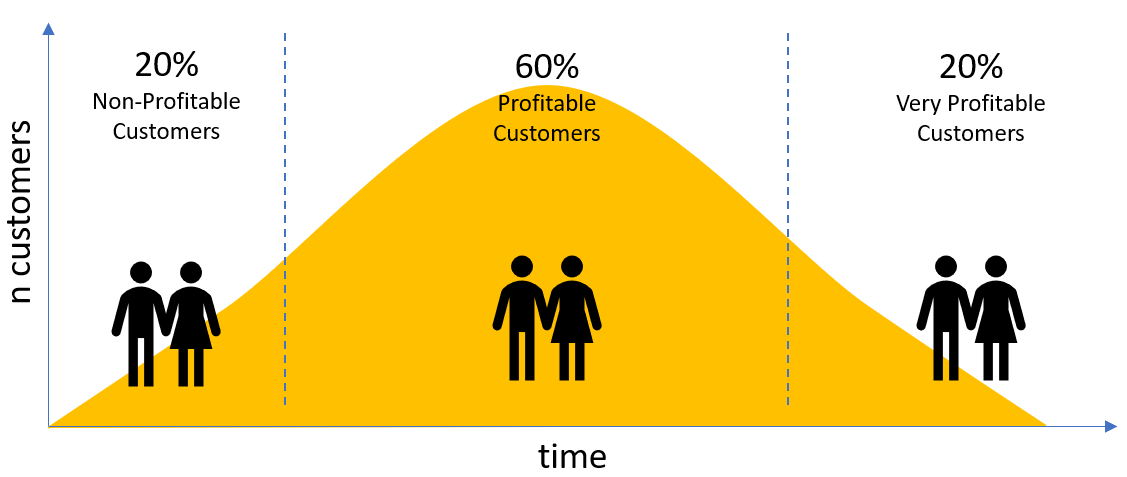 20%
Non-Profitable
Customers
60%
Profitable
Customers
20%
Very Profitable
Customers
n customers
time